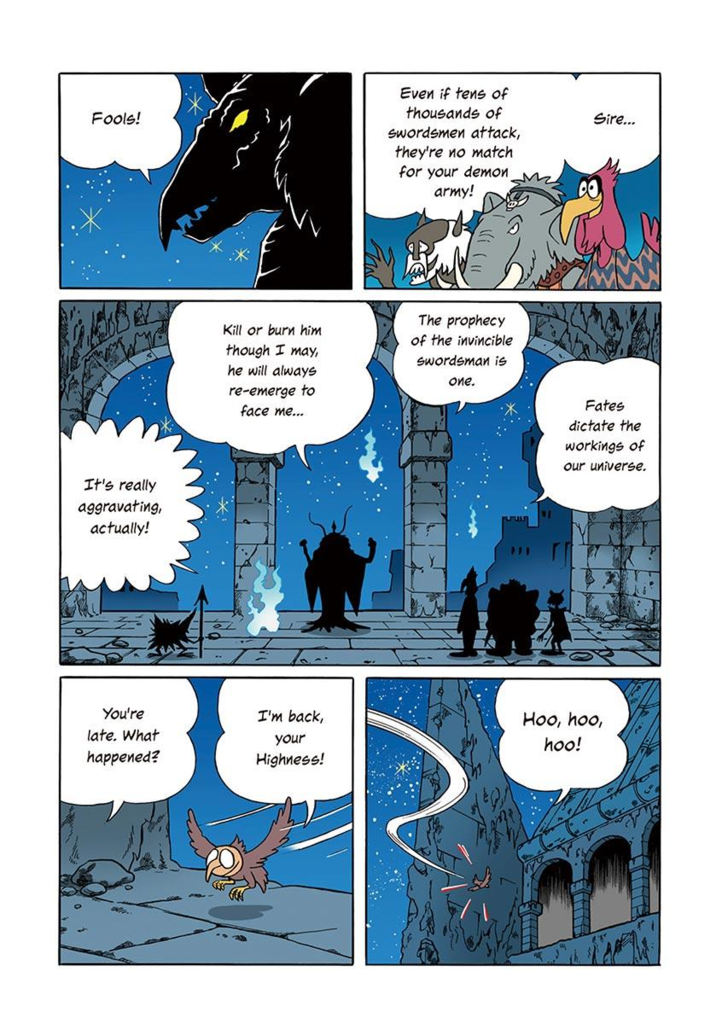 Sire...
Even if tens of
thousands of
swordsmen attack,
they're no match
for your demon
army!
Fools!
Fates
dictate the
workings of
our universe.
The prophecy
of the invincible
swordsman is
one.
Kill or burn him
though I may,
he will always
re-emerge to
face me...
It's really
aggravating,
actually!
Hoo, hoo,
hoo!
I'm back,
your
Highness!
You're
late. What
happened?